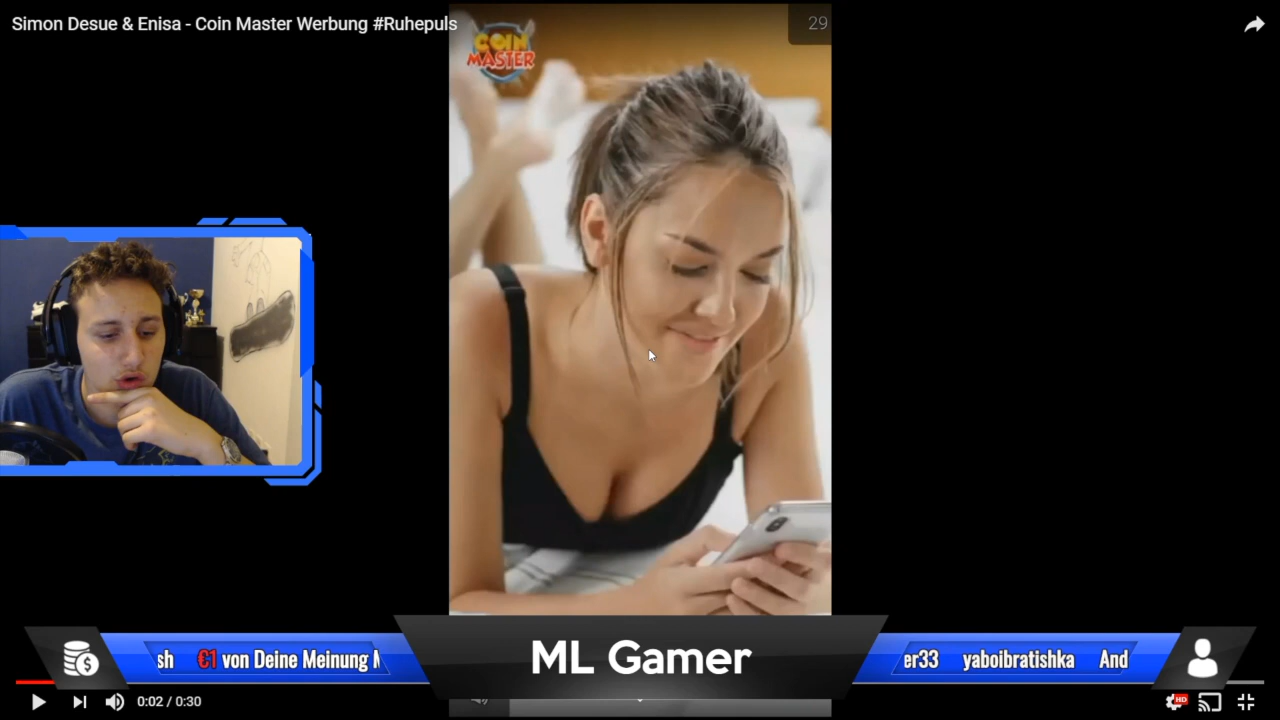 Simon Desue & Enisa - Coin Master Werbung #Ruhepuls
29
COIN
MASTER
sh €1 von Deine Meinung
ML Gamer
er33 yaboibratishka And
0:02 / 0:30
HD